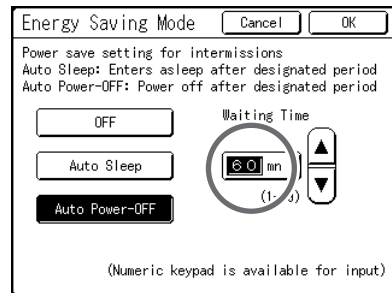 Energy Saving Mode Cancel OK
Power save setting for intermissions
Auto Sleep: Enters asleep after designated period
Auto Power-OFF: Power off after designated period
OFF
Waiting Time
Auto Sleep
60 mn
Auto Power-OFF
(Numeric keypad is available for input)